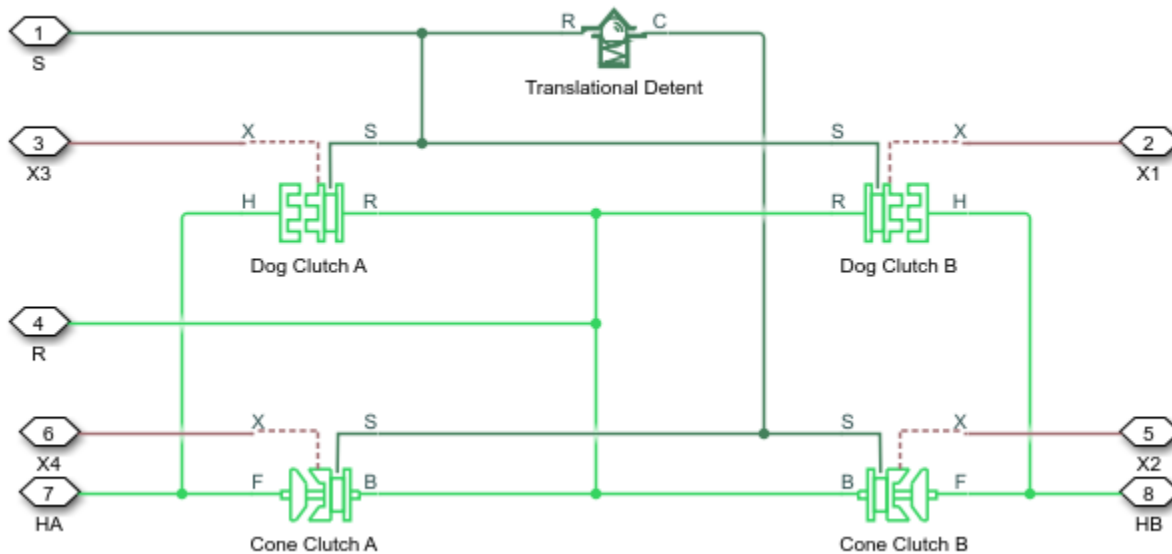 1 R C
S
Translational Detent
3 X S S X 2
X3 X1
H R R H
Dog Clutch A Dog Clutch B
4
R
6 X S S X 5
X4 X2
7 F B B F 8
HA HB
Cone Clutch A Cone Clutch B